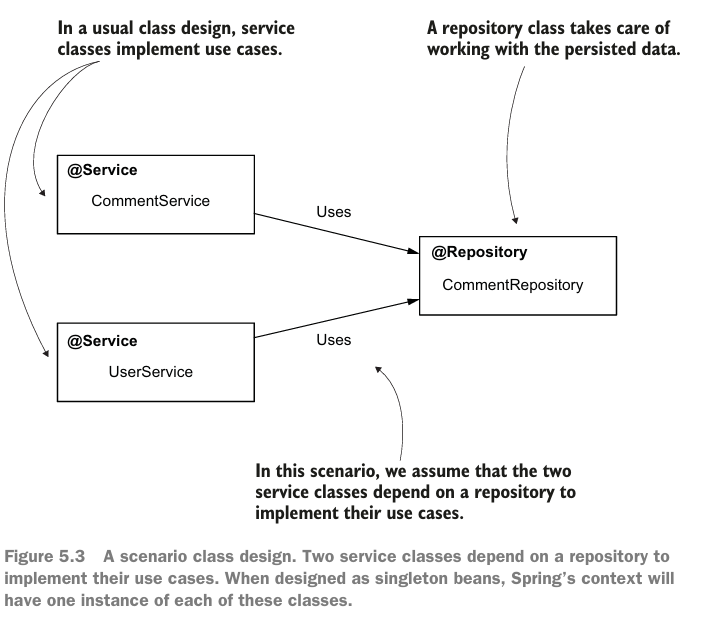 In a usual class design, service
classes implement use cases.
A repository class takes care of
working with the persisted data.
@Service
CommentService
Uses
@Repository
CommentRepository
@Service
UserService
Uses
In this scenario, we assume that the two
service classes depend on a repository to
implement their use cases.
Figure 5.3 A scenario class design. Two service classes depend on a repository to
implement their use cases. When designed as singleton beans, Spring’s context will
have one instance of each of these classes.